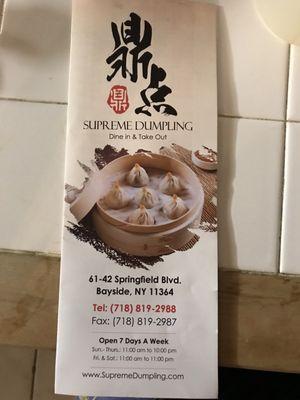 鼎点
鼎
SUPREME DUMPLING
Dine in & Take Out
61-42 Springfield Blvd.
Bayside, NY 11364
Tel: (718) 819-2988
Fax: (718) 819-2987
Open 7 Days A Week
Sun.- Thurs.: 11:00 am to 10:00 pm
Fri. & Sat.: 11:00 am to 11:00 pm
www.SupremeDumpling.com